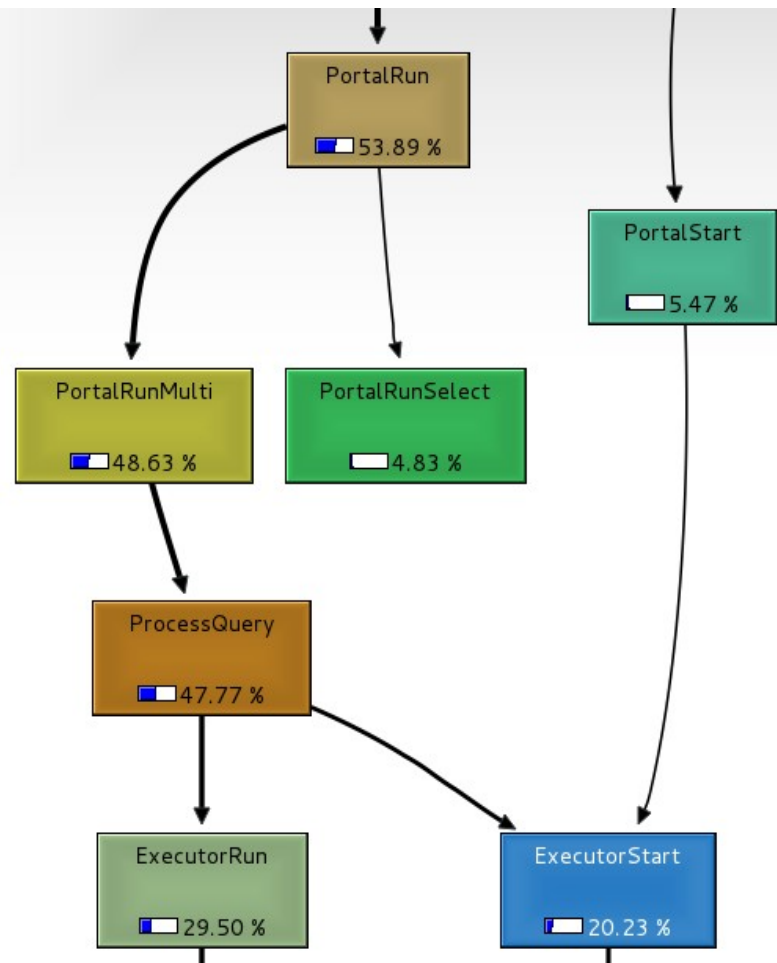 PortalRun
53.89 %
PortalStart
5.47 %
PortalRunMulti
48.63 %
PortalRunSelect
4.83 %
ProcessQuery
47.77 %
ExecutorRun
29.50 %
ExecutorStart
20.23 %